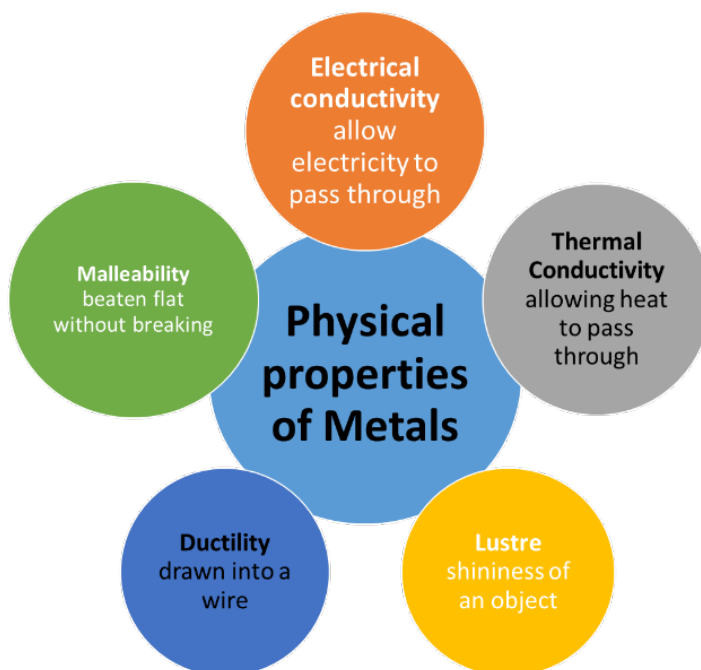 Electrical
conductivity
allow
electricity to
pass through
Thermal
Conductivity
allowing heat
to pass
through
Malleability
beaten flat
without breaking
Physical
properties
of Metals
Ductility
drawn into a
wire
Lustre
shininess of
an object